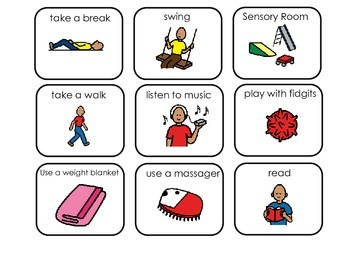 take a break
swing
Sensory Room
take a walk
listen to music
play with fidgits
Use a weight blanket
use a massager
read